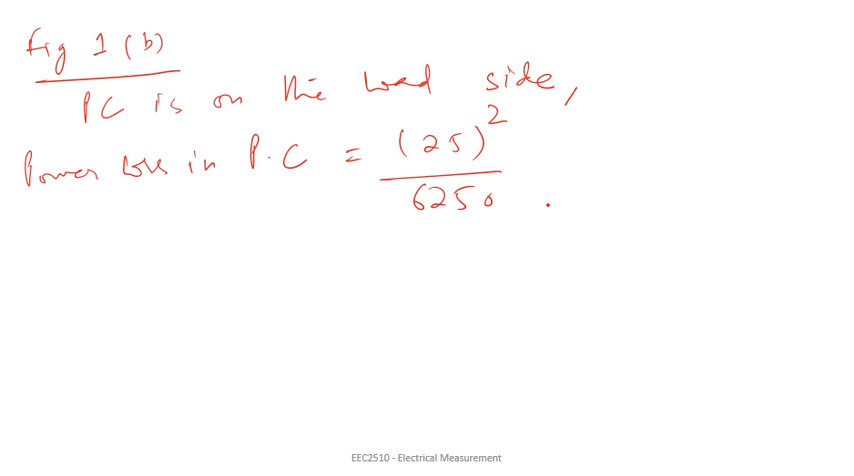 Fig 1 (b)
PC is on the load side,
Power loss in P.C = (25)²
6250
EEC2510 - Electrical Measurement